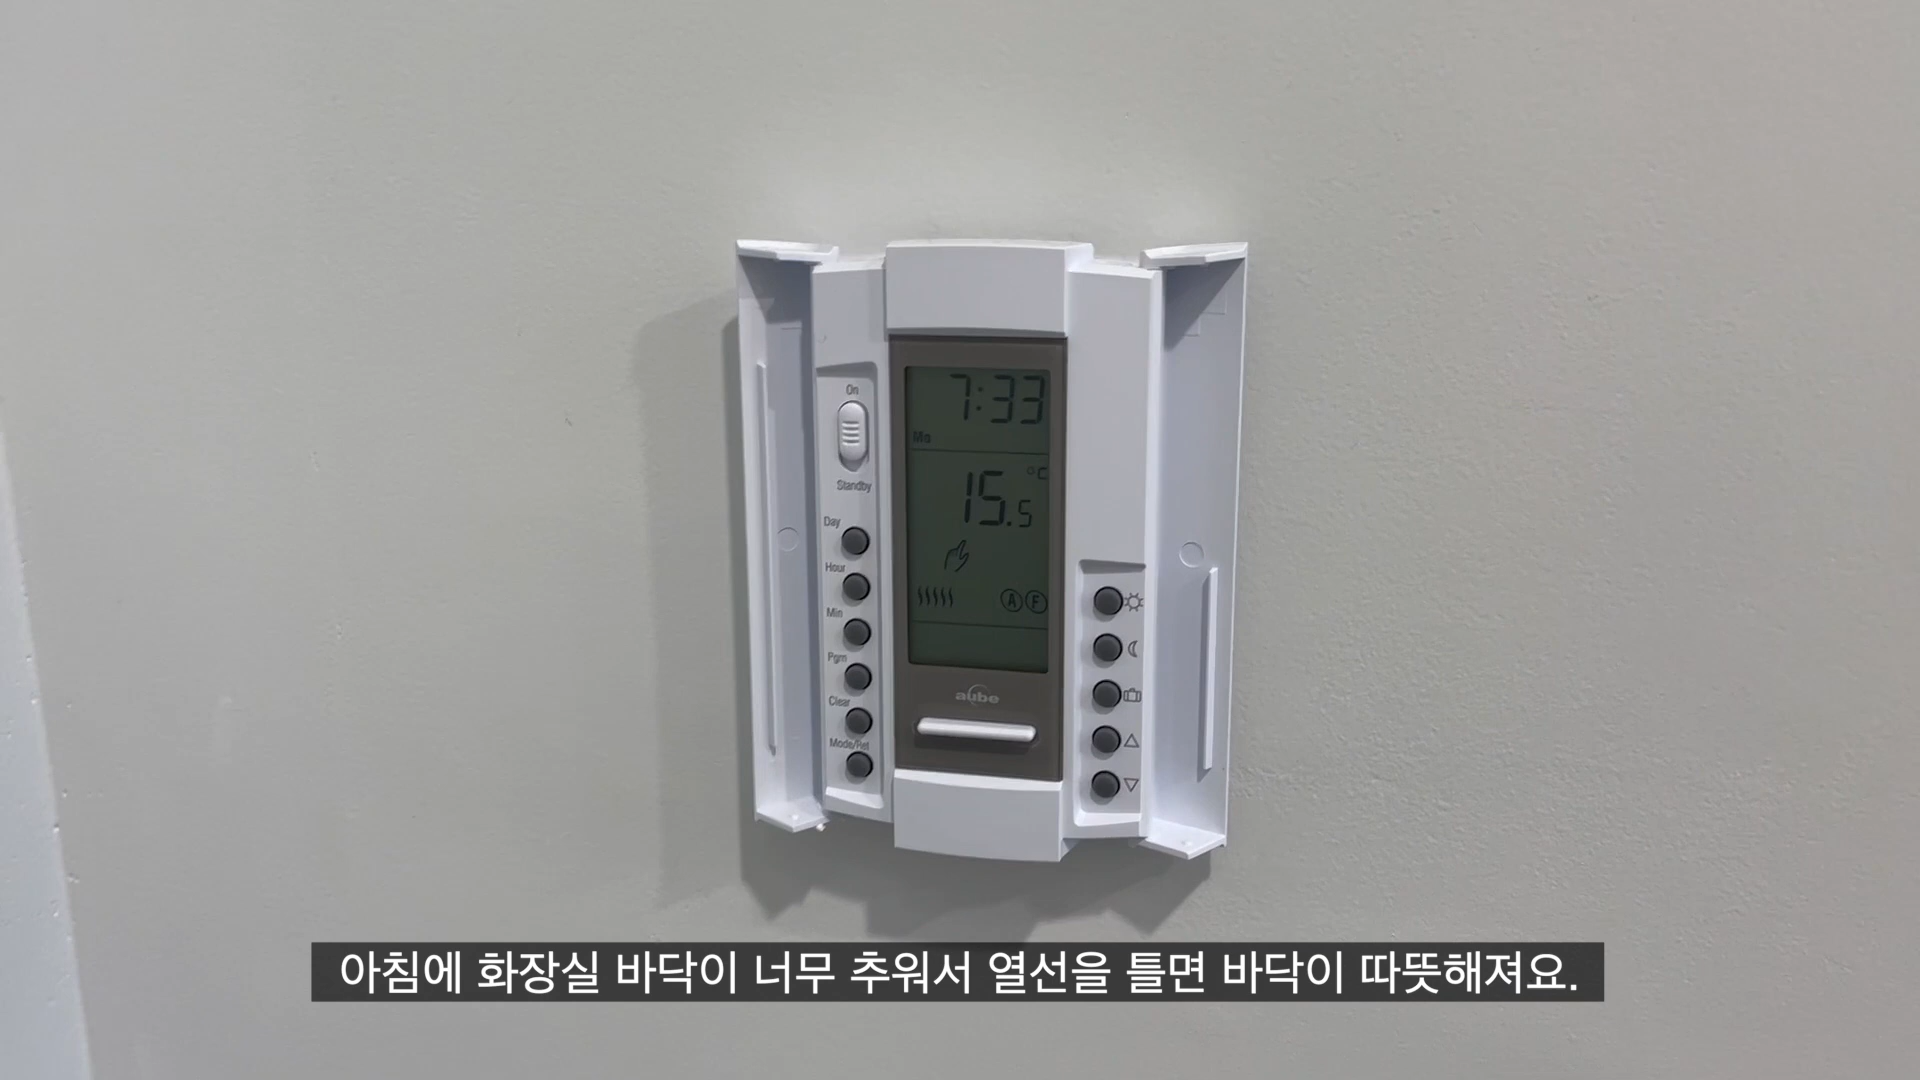 On
Standby
Day
Hour
Min
Pgm
Clear
Mode/Ret
7:33
Mo
°C
15.5
A F
aube
아침에 화장실 바닥이 너무 추워서 열선을 틀면 바닥이 따뜻해져요.